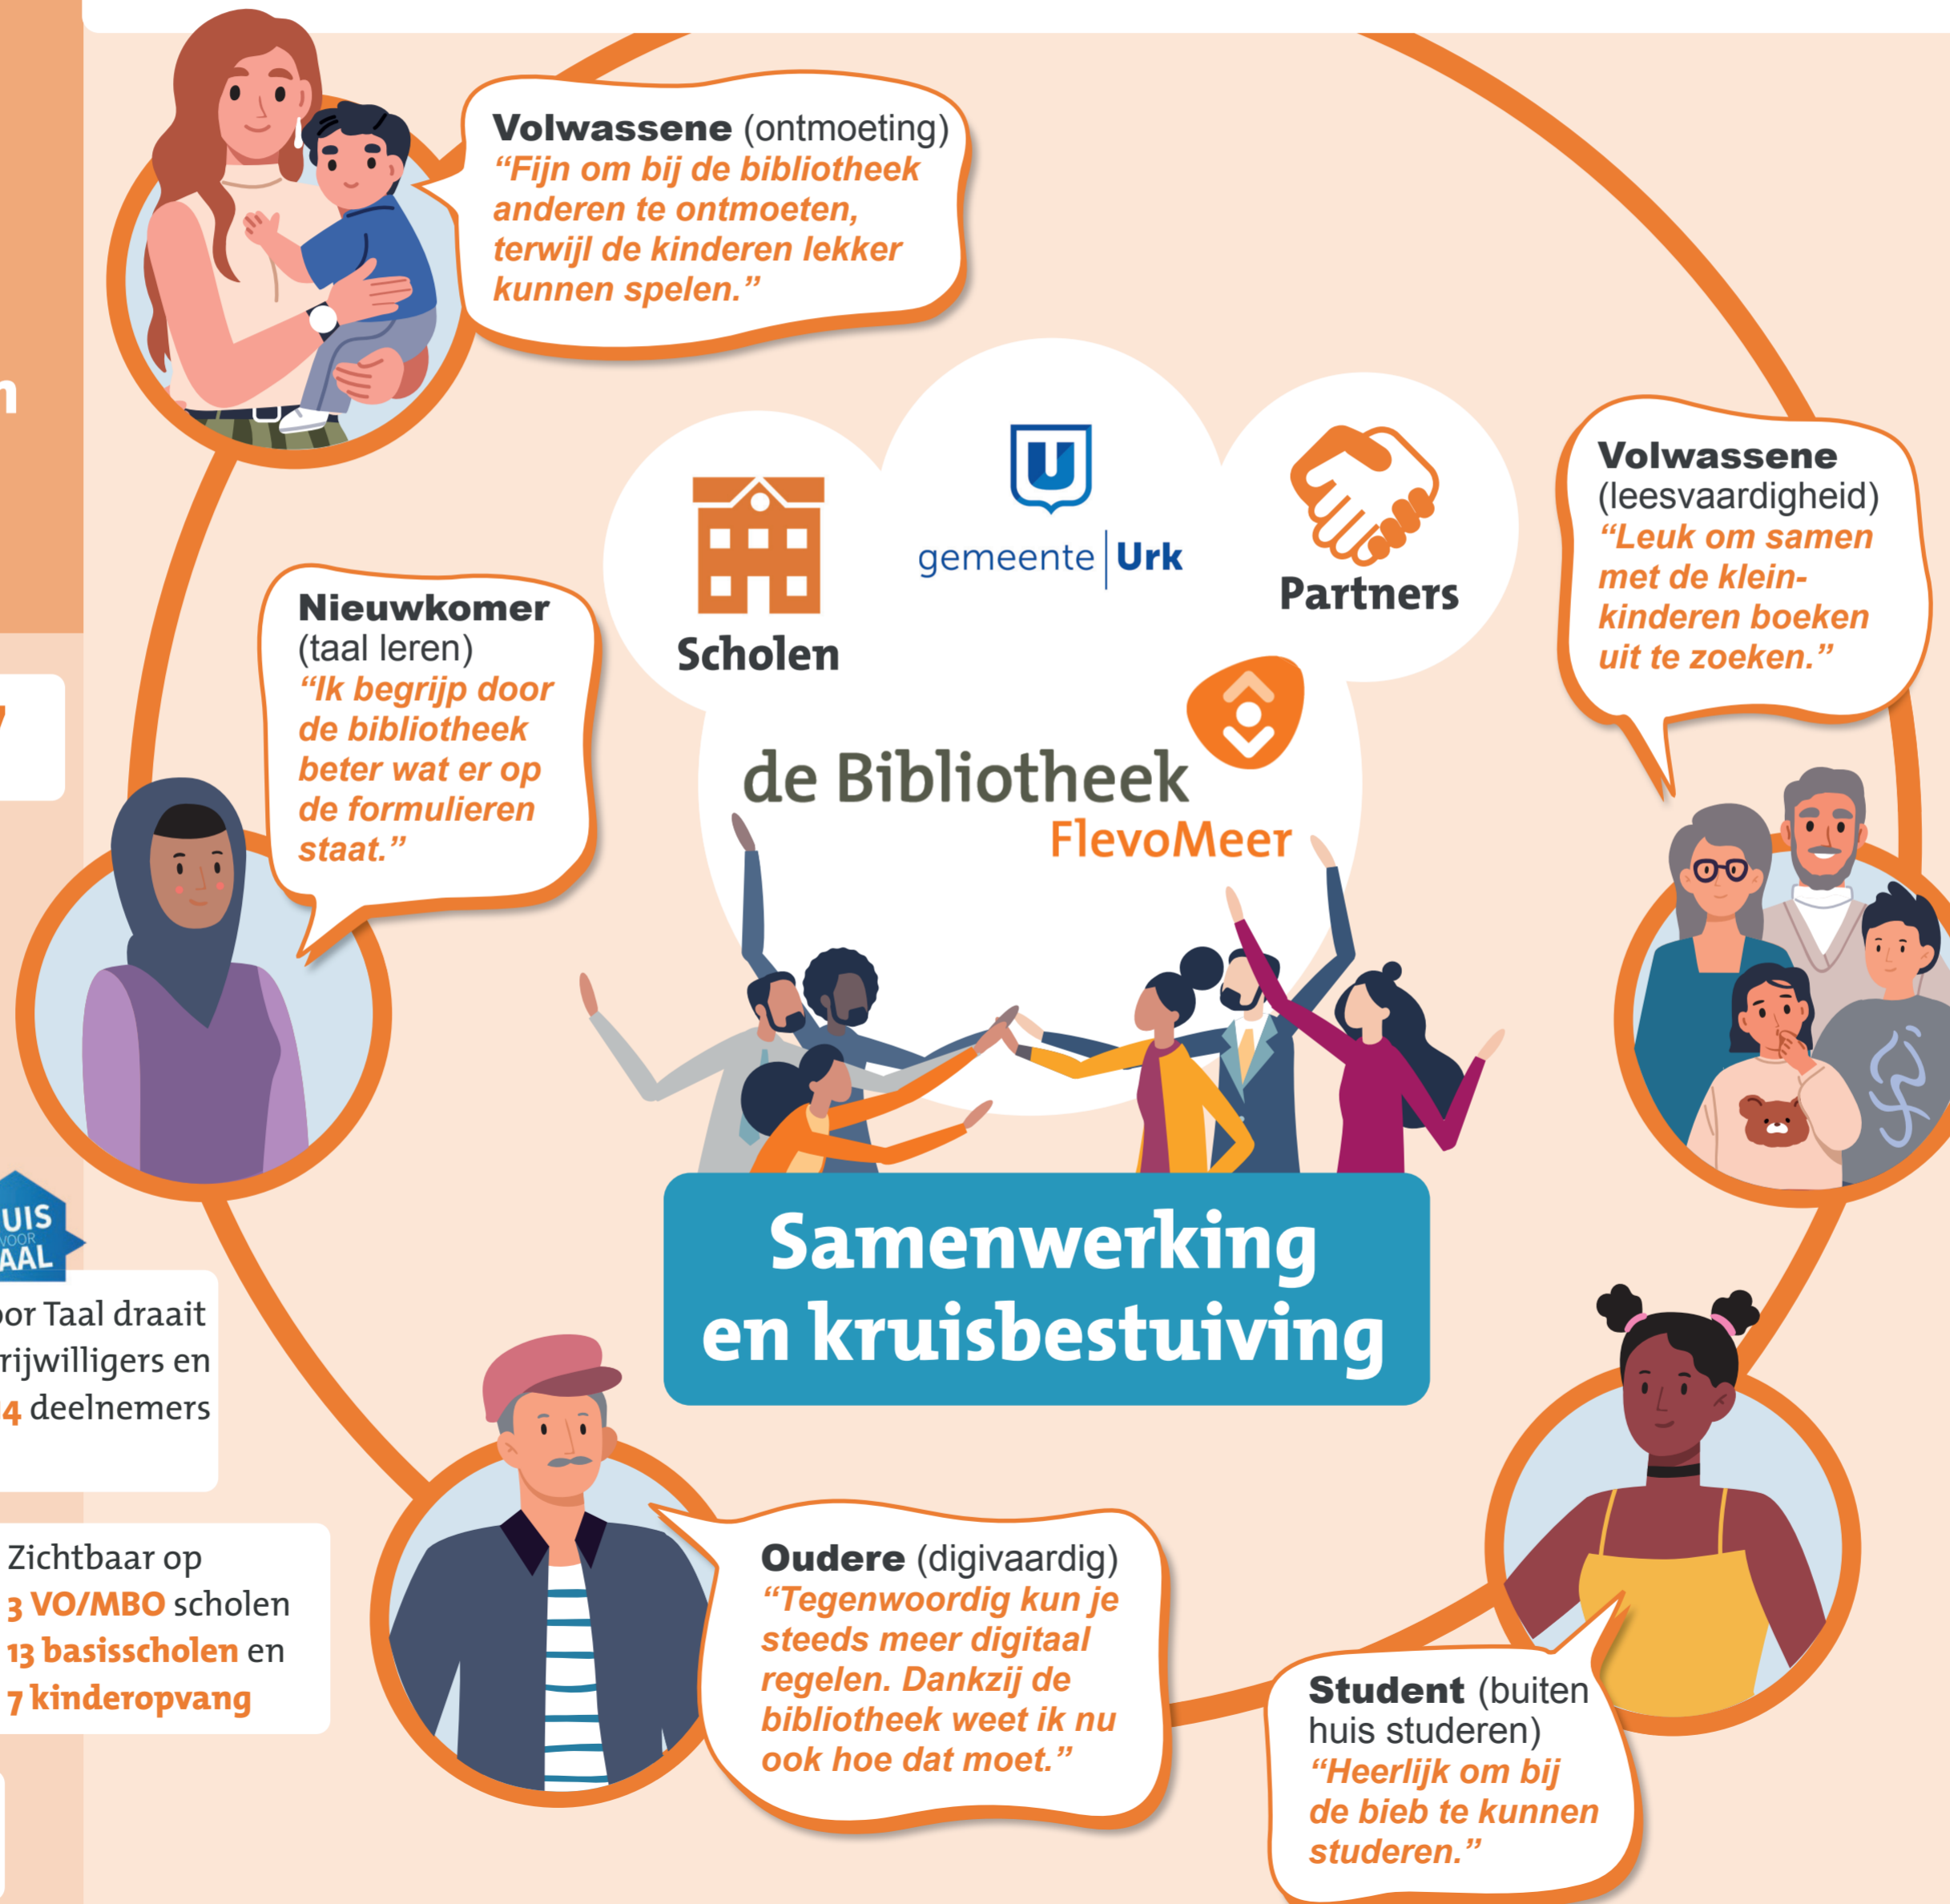 Volwassene (ontmoeting)
“Fijn om bij de bibliotheek
anderen te ontmoeten,
terwijl de kinderen lekker
kunnen spelen.”
gemeente Urk
Scholen
Partners
de Bibliotheek
FlevoMeer
Volwassene
(leesvaardigheid)
“Leuk om samen
met de klein-
kinderen boeken
uit te zoeken.”
Nieuwkomer
(taal leren)
“Ik begrijp door
de bibliotheek
beter wat er op
de formulieren
staat.”
Samenwerking
en kruisbestuiving
UIS
VOOR
AAL
oor Taal draait
rijwilligers en
4 deelnemers
Zichtbaar op
3 VO/MBO scholen
13 basisscholen en
7 kinderopvang
Oudere (digivaardig)
“Tegenwoordig kun je
steeds meer digitaal
regelen. Dankzij de
bibliotheek weet ik nu
ook hoe dat moet.”
Student (buiten
huis studeren)
“Heerlijk om bij
de bieb te kunnen
studeren.”